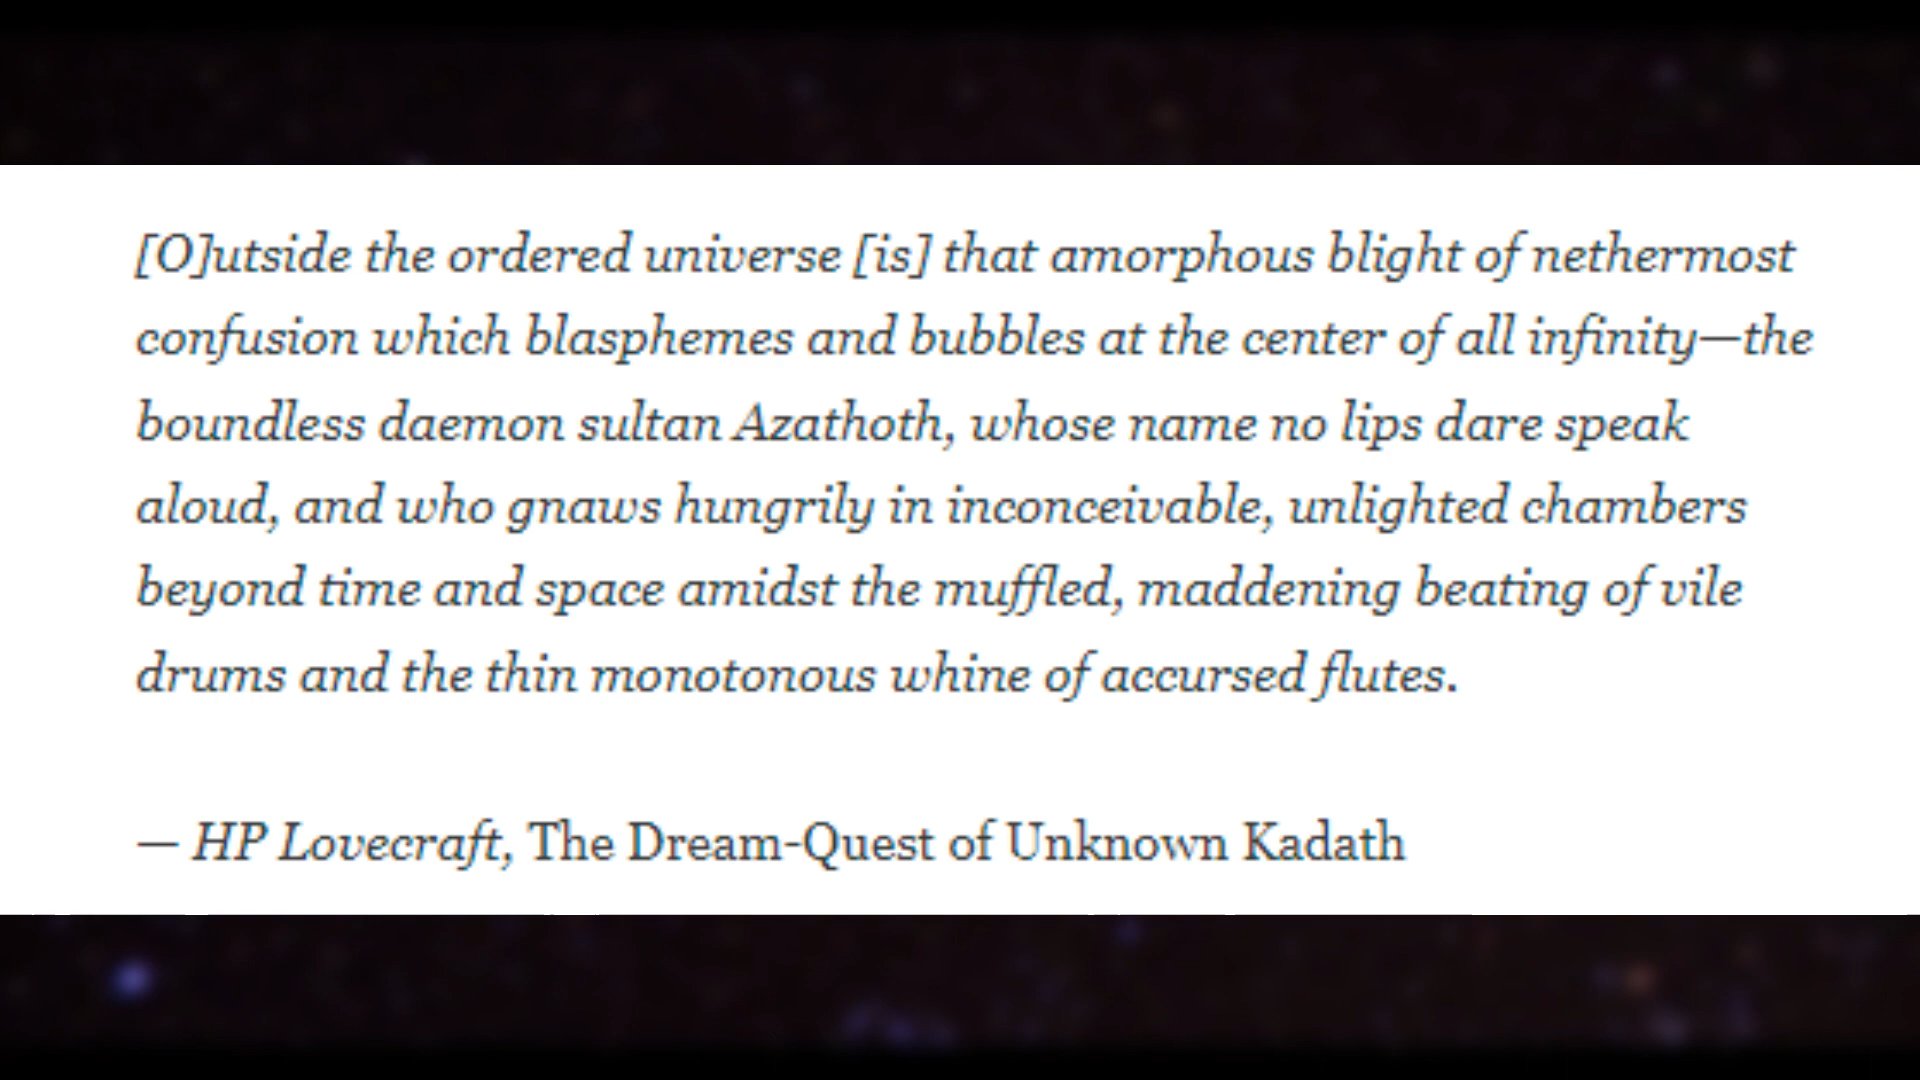 [O]utside the ordered universe [is] that amorphous blight of nethermost
confusion which blasphemes and bubbles at the center of all infinity—the
boundless daemon sultan Azathoth, whose name no lips dare speak
aloud, and who gnaws hungrily in inconceivable, unlighted chambers
beyond time and space amidst the muffled, maddening beating of vile
drums and the thin monotonous whine of accursed flutes.
— HP Lovecraft, The Dream-Quest of Unknown Kadath